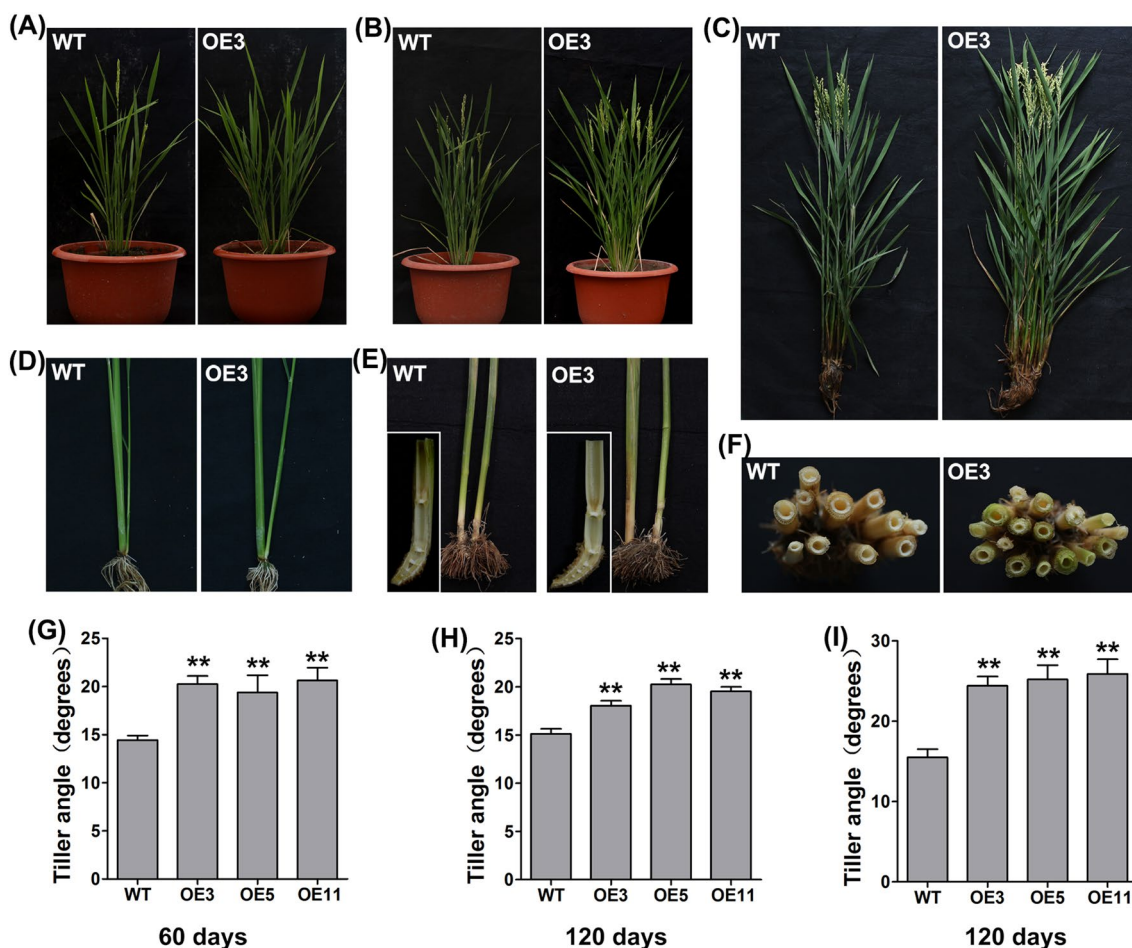 (A)
WT
OE3
(B)
WT
OE3
(C)
WT
OE3
(D)
WT
OE3
(E)
WT
OE3
(F)
WT
OE3
(G)
Tiller angle（degrees）
25
20
15
10
5
0
**
**
**
WT
OE3
OE5
OE11
60 days
(H)
Tiller angle（degrees）
25
20
15
10
5
0
**
**
**
WT
OE3
OE5
OE11
120 days
(I)
Tiller angle（degrees）
30
20
10
0
**
**
**
WT
OE3
OE5
OE11
120 days